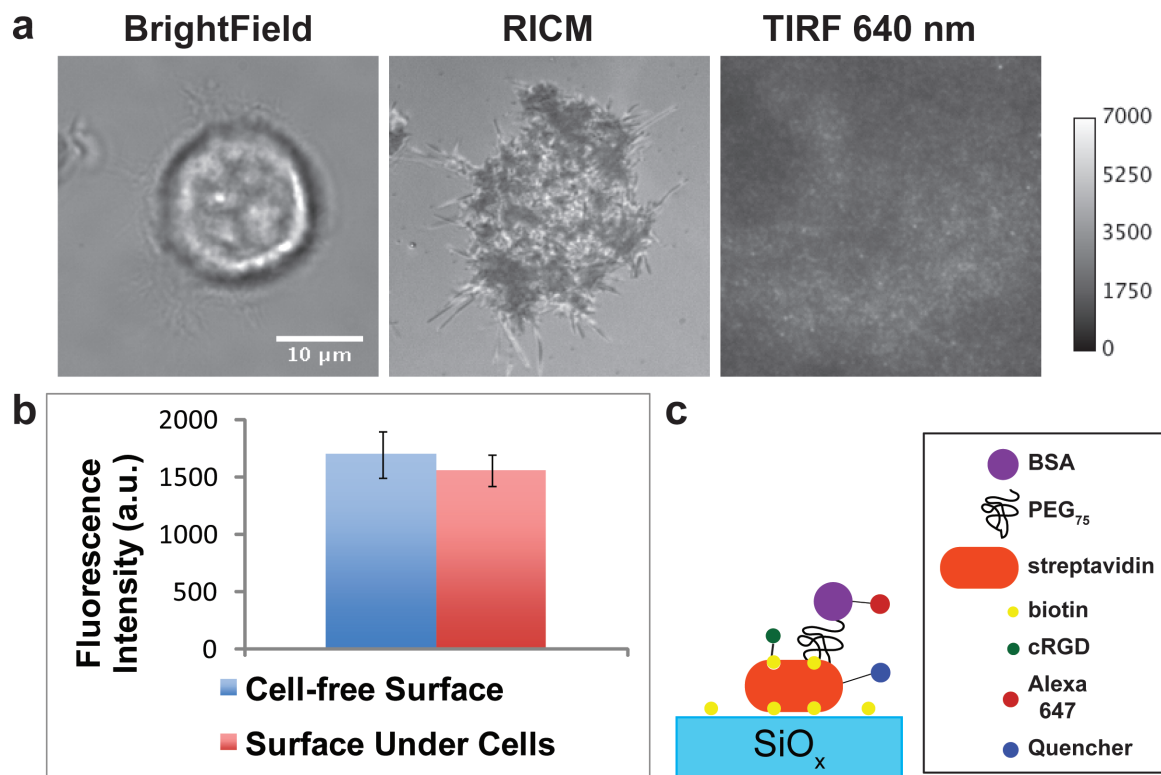 a
BrightField
RICM
TIRF 640 nm
10 µm
7000
5250
3500
1750
0
b
Fluorescence
Intensity (a.u.)
2000
1500
1000
500
0
Cell-free Surface
Surface Under Cells
c
SiOx
BSA
PEG75
streptavidin
biotin
cRGD
Alexa
647
Quencher